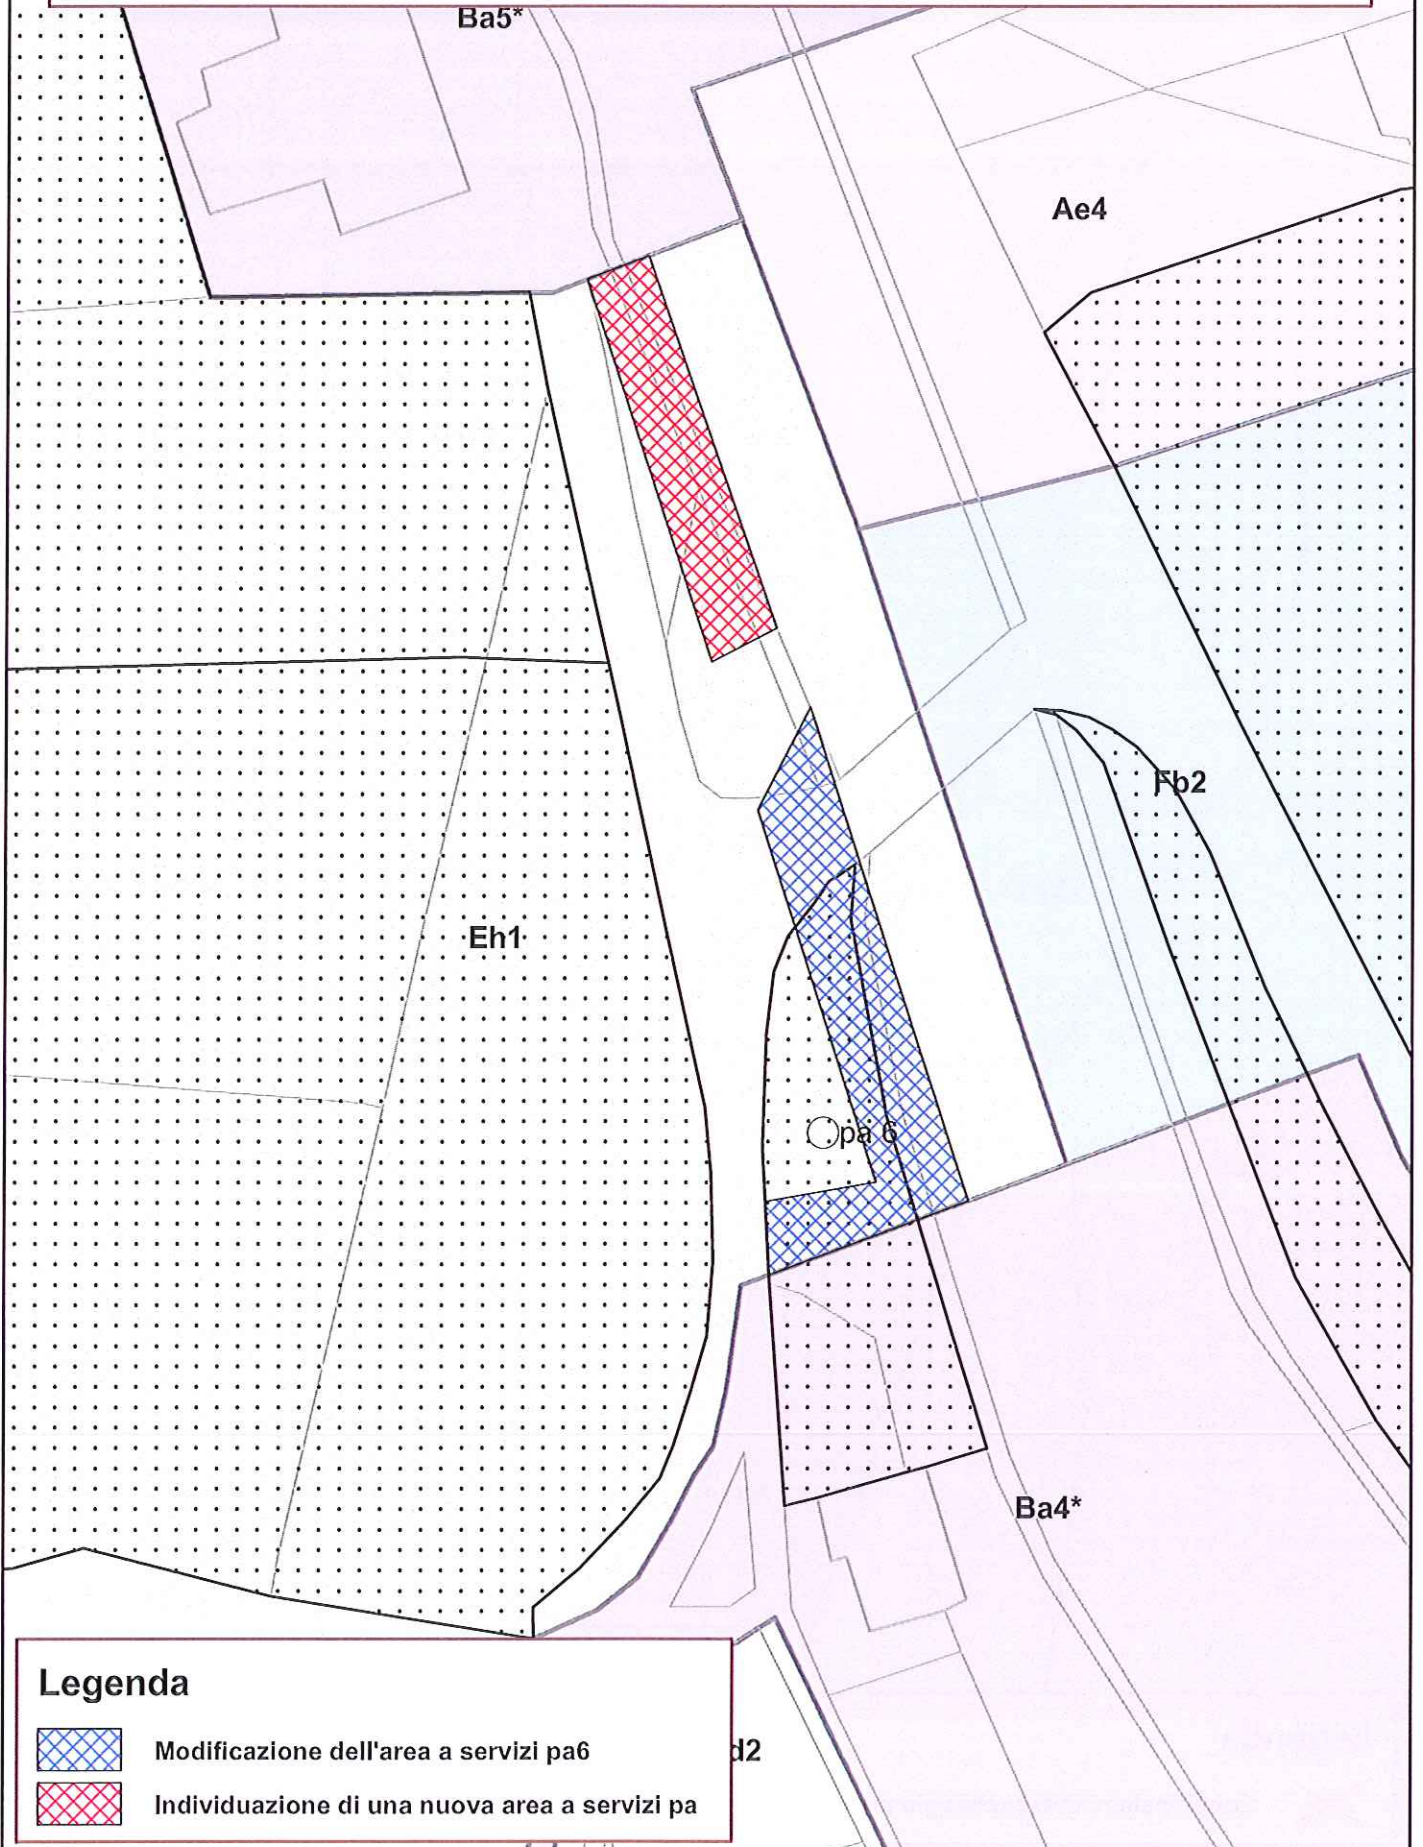 Ba5*
Ae4
Fb2
Eh1
pa 6
Ba4*
Legenda
Modificazione dell'area a servizi pa6
d2
Individuazione di una nuova area a servizi pa